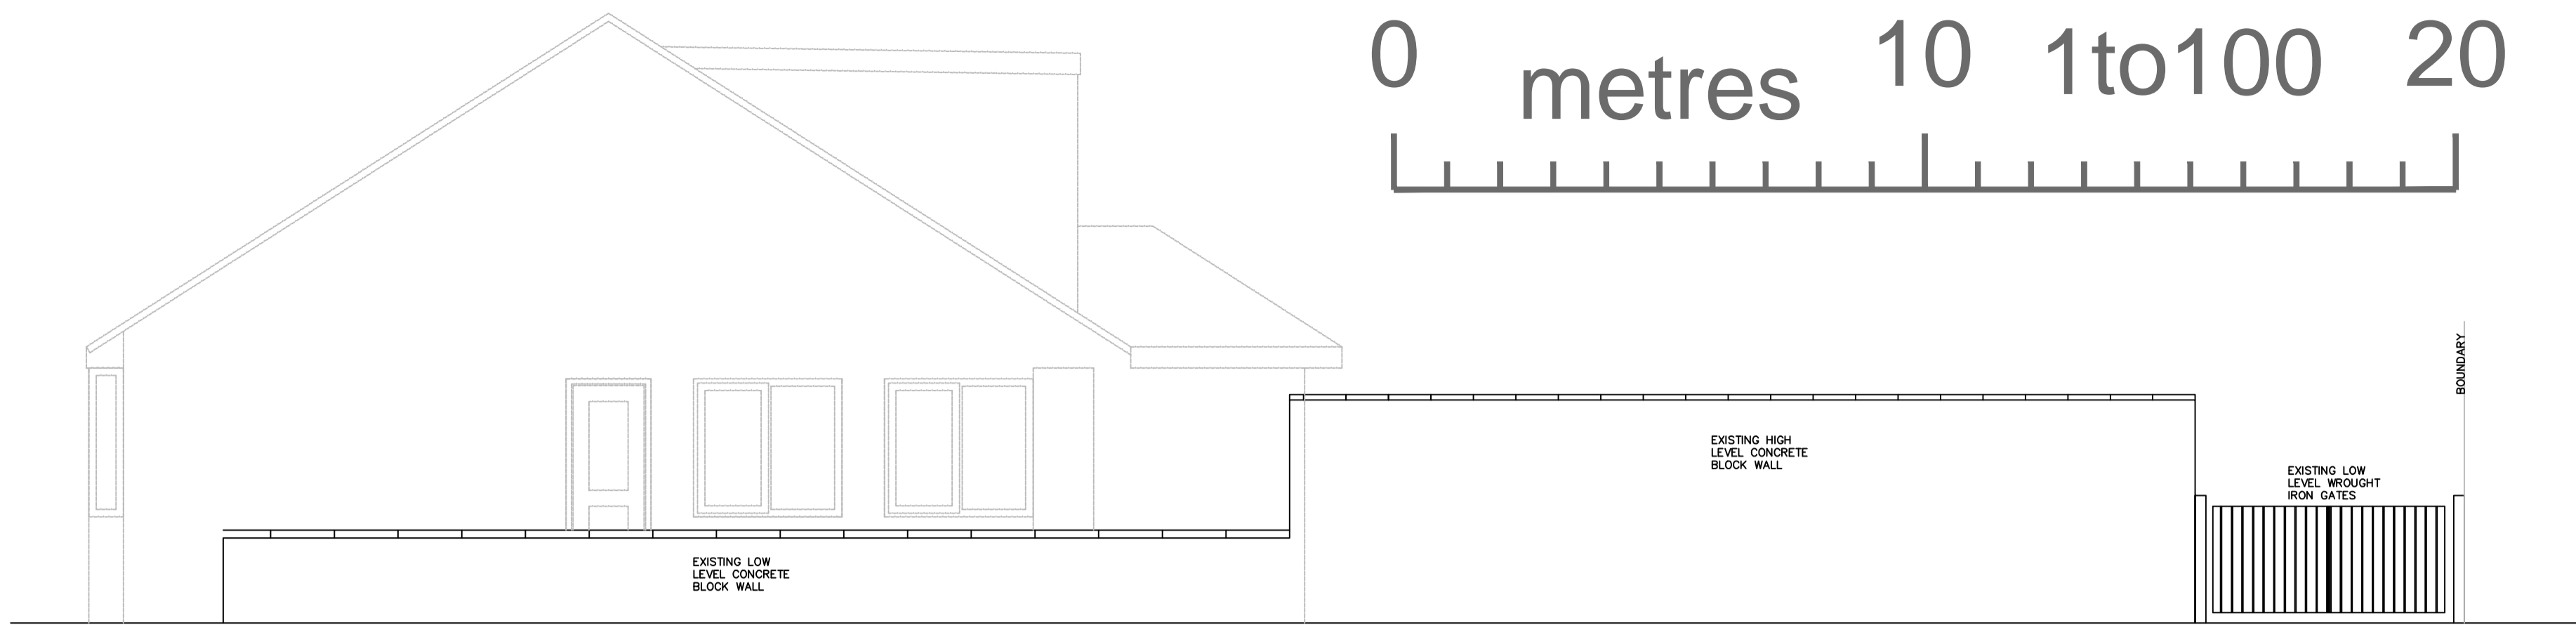 0 metres 10 1to100 20
BOUNDARY
EXISTING HIGH
LEVEL CONCRETE
BLOCK WALL
EXISTING LOW
LEVEL WROUGHT
IRON GATES
EXISTING LOW
LEVEL CONCRETE
BLOCK WALL